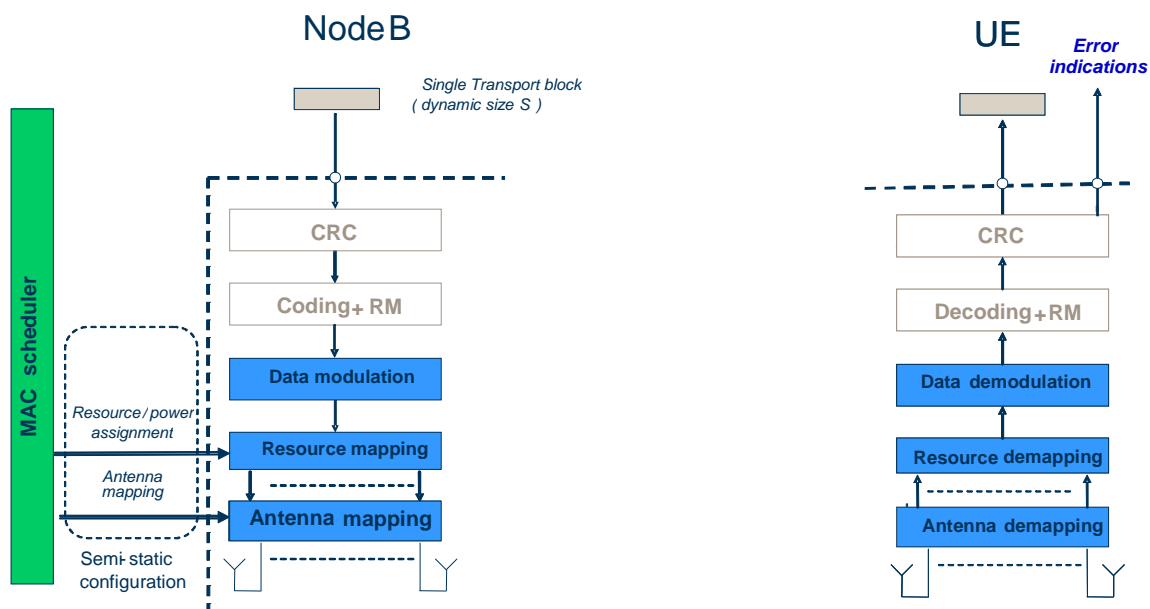 NodeB
UE
Error
indications
Single Transport block
( dynamic size S )
MAC scheduler
CRC
Coding+ RM
Data modulation
Resource/power
assignment
Resource mapping
Antenna
mapping
Antenna mapping
Semi-static
configuration
CRC
Decoding+RM
Data demodulation
Resource demapping
Antenna demapping